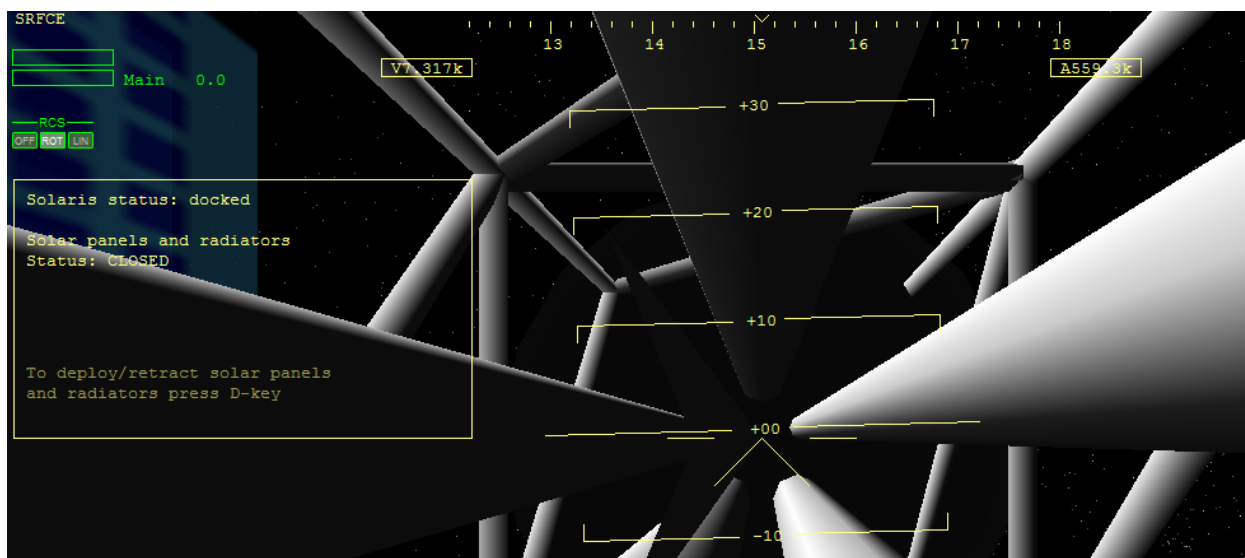 SRFCE
13 14 15 16 17 18
V7.317k
A559.3k
Main 0.0
+30
RCS
OFF ROT LIN
Solaris status: docked
+20
Solar panels and radiators
Status: CLOSED
+10
To deploy/retract solar panels
and radiators press D-key
+00
-10